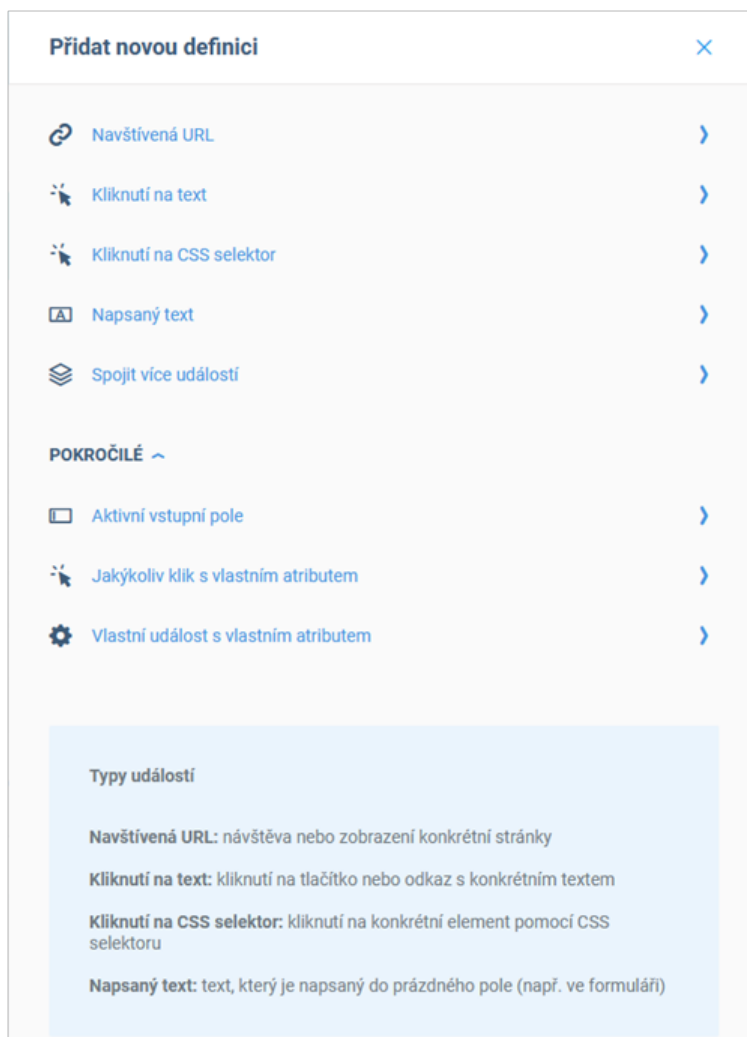 Přidat novou definici
Navštívená URL
Kliknutí na text
Kliknutí na CSS selektor
Napsaný text
Spojit více událostí
POKROČILÉ
Aktivní vstupní pole
Jakýkoliv klik s vlastním atributem
Vlastní událost s vlastním atributem
Typy událostí
Navštívená URL: návštěva nebo zobrazení konkrétní stránky
Kliknutí na text: kliknutí na tlačítko nebo odkaz s konkrétním textem
Kliknutí na CSS selektor: kliknutí na konkrétní element pomocí CSS
selektoru
Napsaný text: text, který je napsaný do prázdného pole (např. ve formuláři)